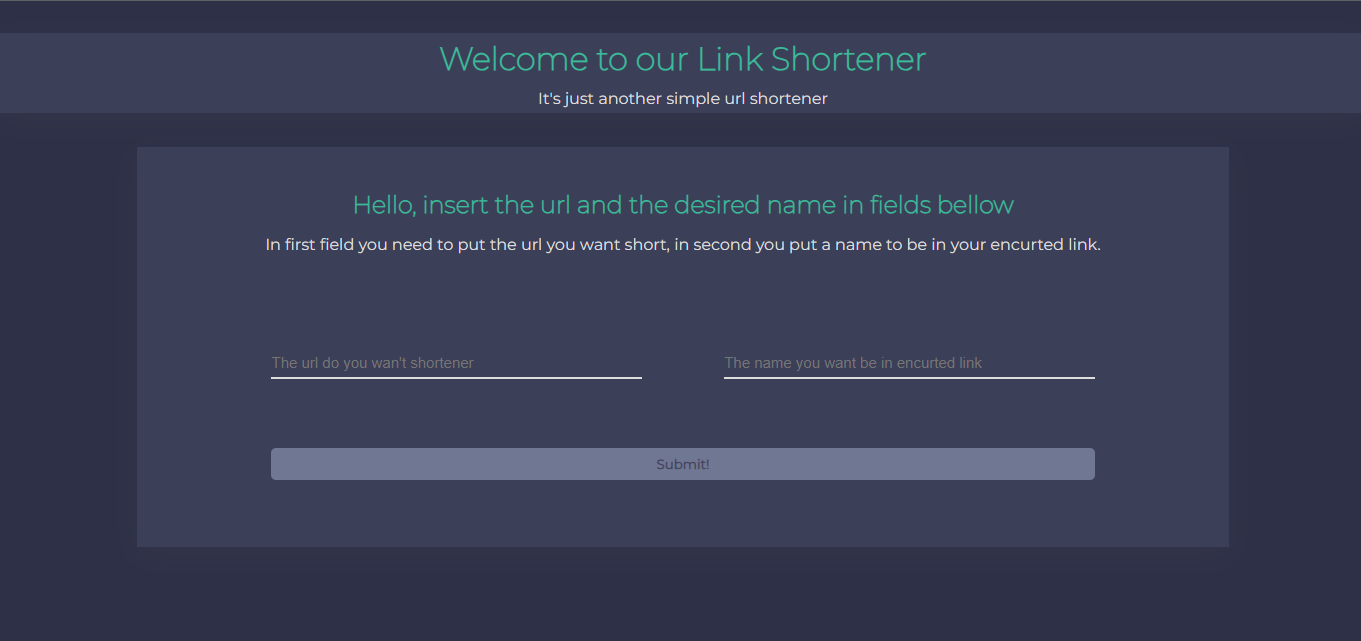 Welcome to our Link Shortener
It's just another simple url shortener
Hello, insert the url and the desired name in fields bellow
In first field you need to put the url you want short, in second you put a name to be in your encurted link.
The url do you wan't shortener
The name you want be in encurted link
Submit!